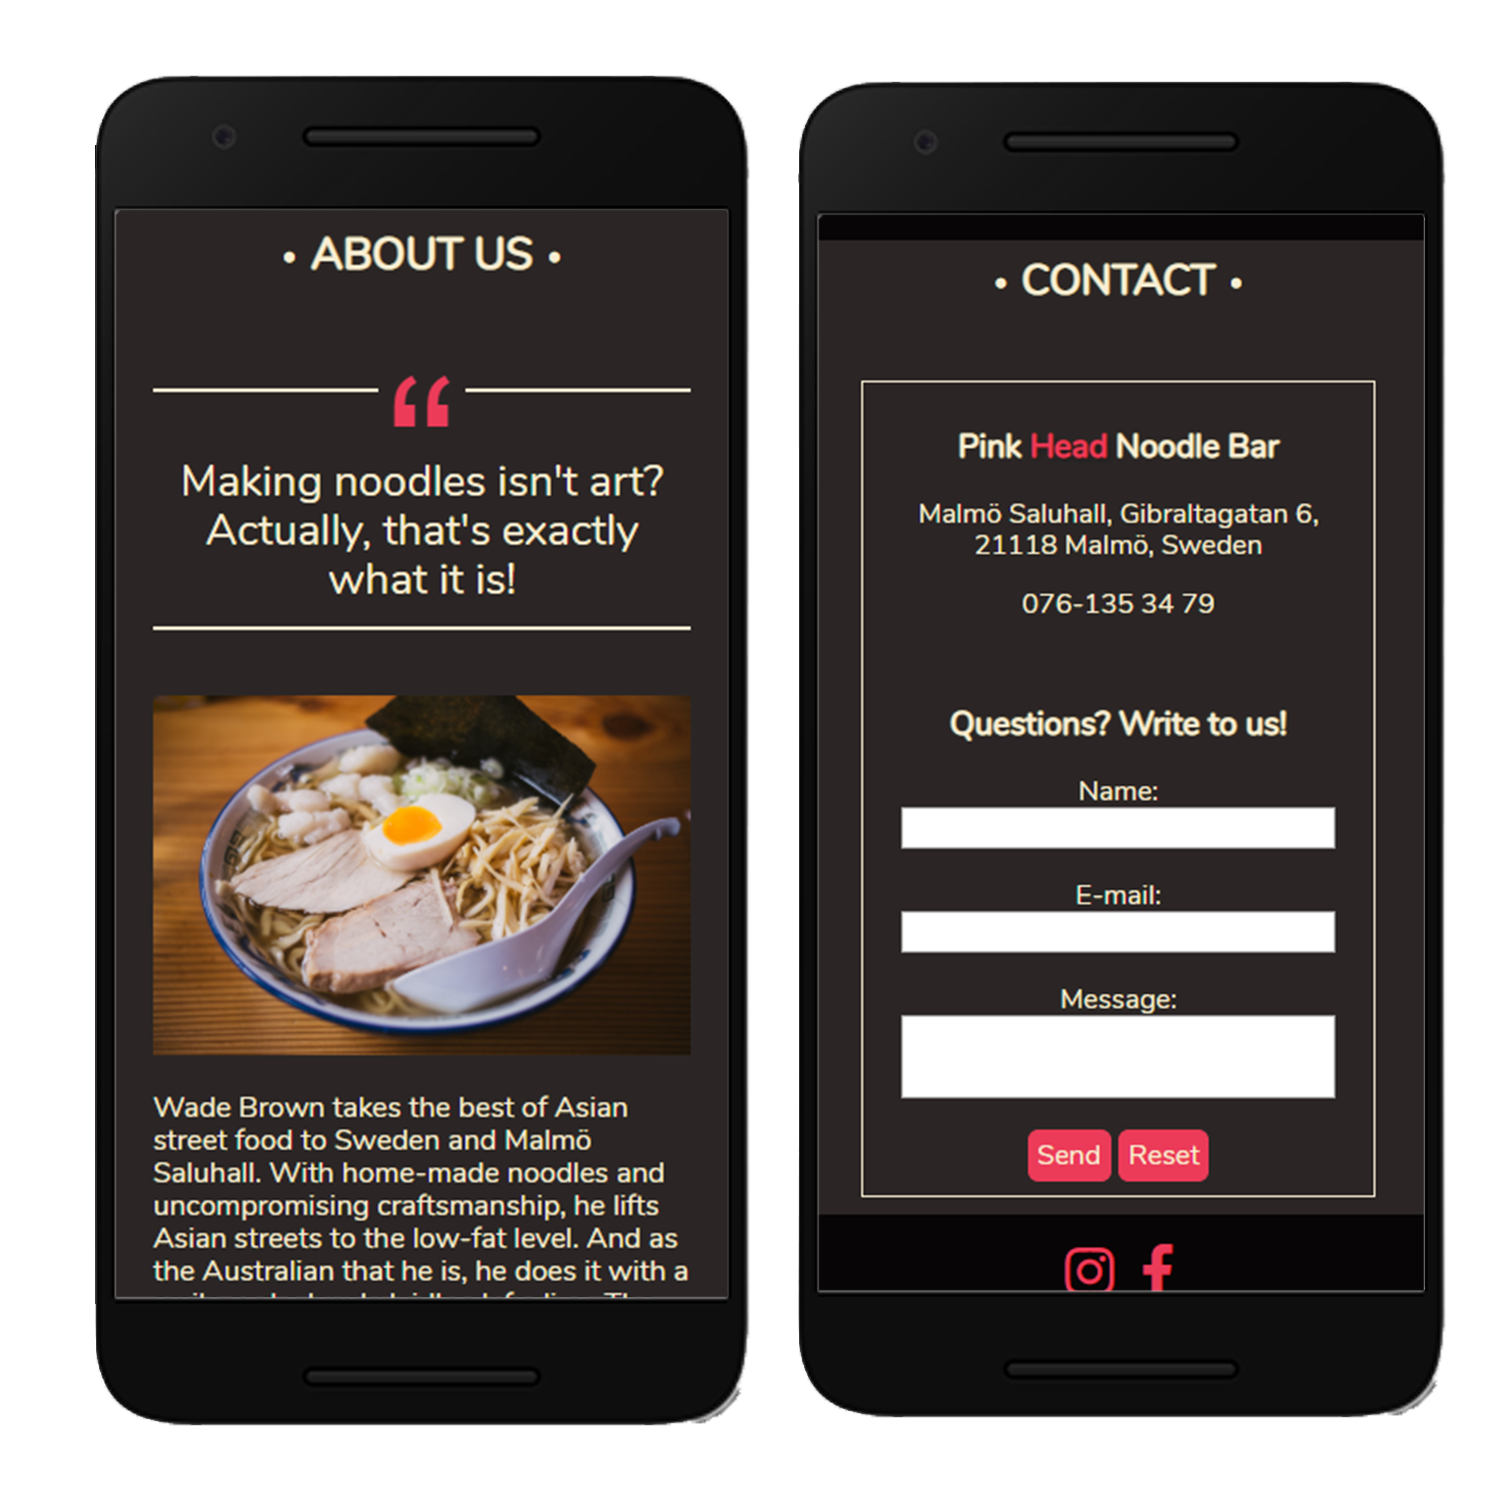 • ABOUT US •
Making noodles isn't art?
Actually, that's exactly
what it is!
Wade Brown takes the best of Asian
street food to Sweden and Malmö
Saluhall. With home-made noodles and
uncompromising craftsmanship, he lifts
Asian streets to the low-fat level. And as
the Australian that he is, he does it with a
• CONTACT •
Pink Head Noodle Bar
Malmö Saluhall, Gibraltagatan 6,
21118 Malmö, Sweden
076-135 34 79
Questions? Write to us!
Name:
E-mail:
Message:
Send Reset